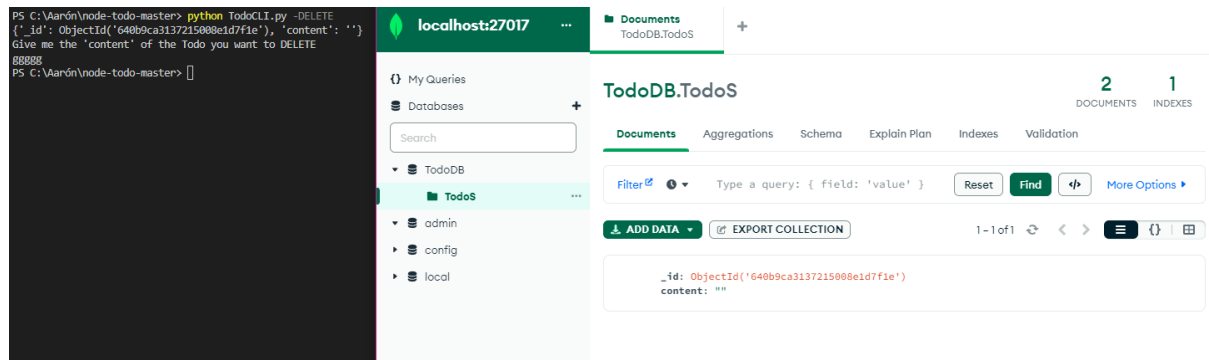 PS C:\Aarón\node-todo-master> python TodoCLI.py -DELETE
{'_id': ObjectId('640b9ca3137215008e1d7f1e'), 'content': ''}
Give me the 'content' of the Todo you want to DELETE
ggggg
PS C:\Aarón\node-todo-master>
localhost:27017 ...
{} My Queries
Databases +
Search
TodoDB
TodoS ...
admin
config
local
Documents
TodoDB.TodoS
+
TodoDB.TodoS
2
DOCUMENTS
1
INDEXES
Documents Aggregations Schema Explain Plan Indexes Validation
Filter Type a query: { field: 'value' } Reset Find </> More Options
ADD DATA EXPORT COLLECTION 1-1 of 1 < > {}
_id: ObjectId('640b9ca3137215008e1d7f1e')
content: ""